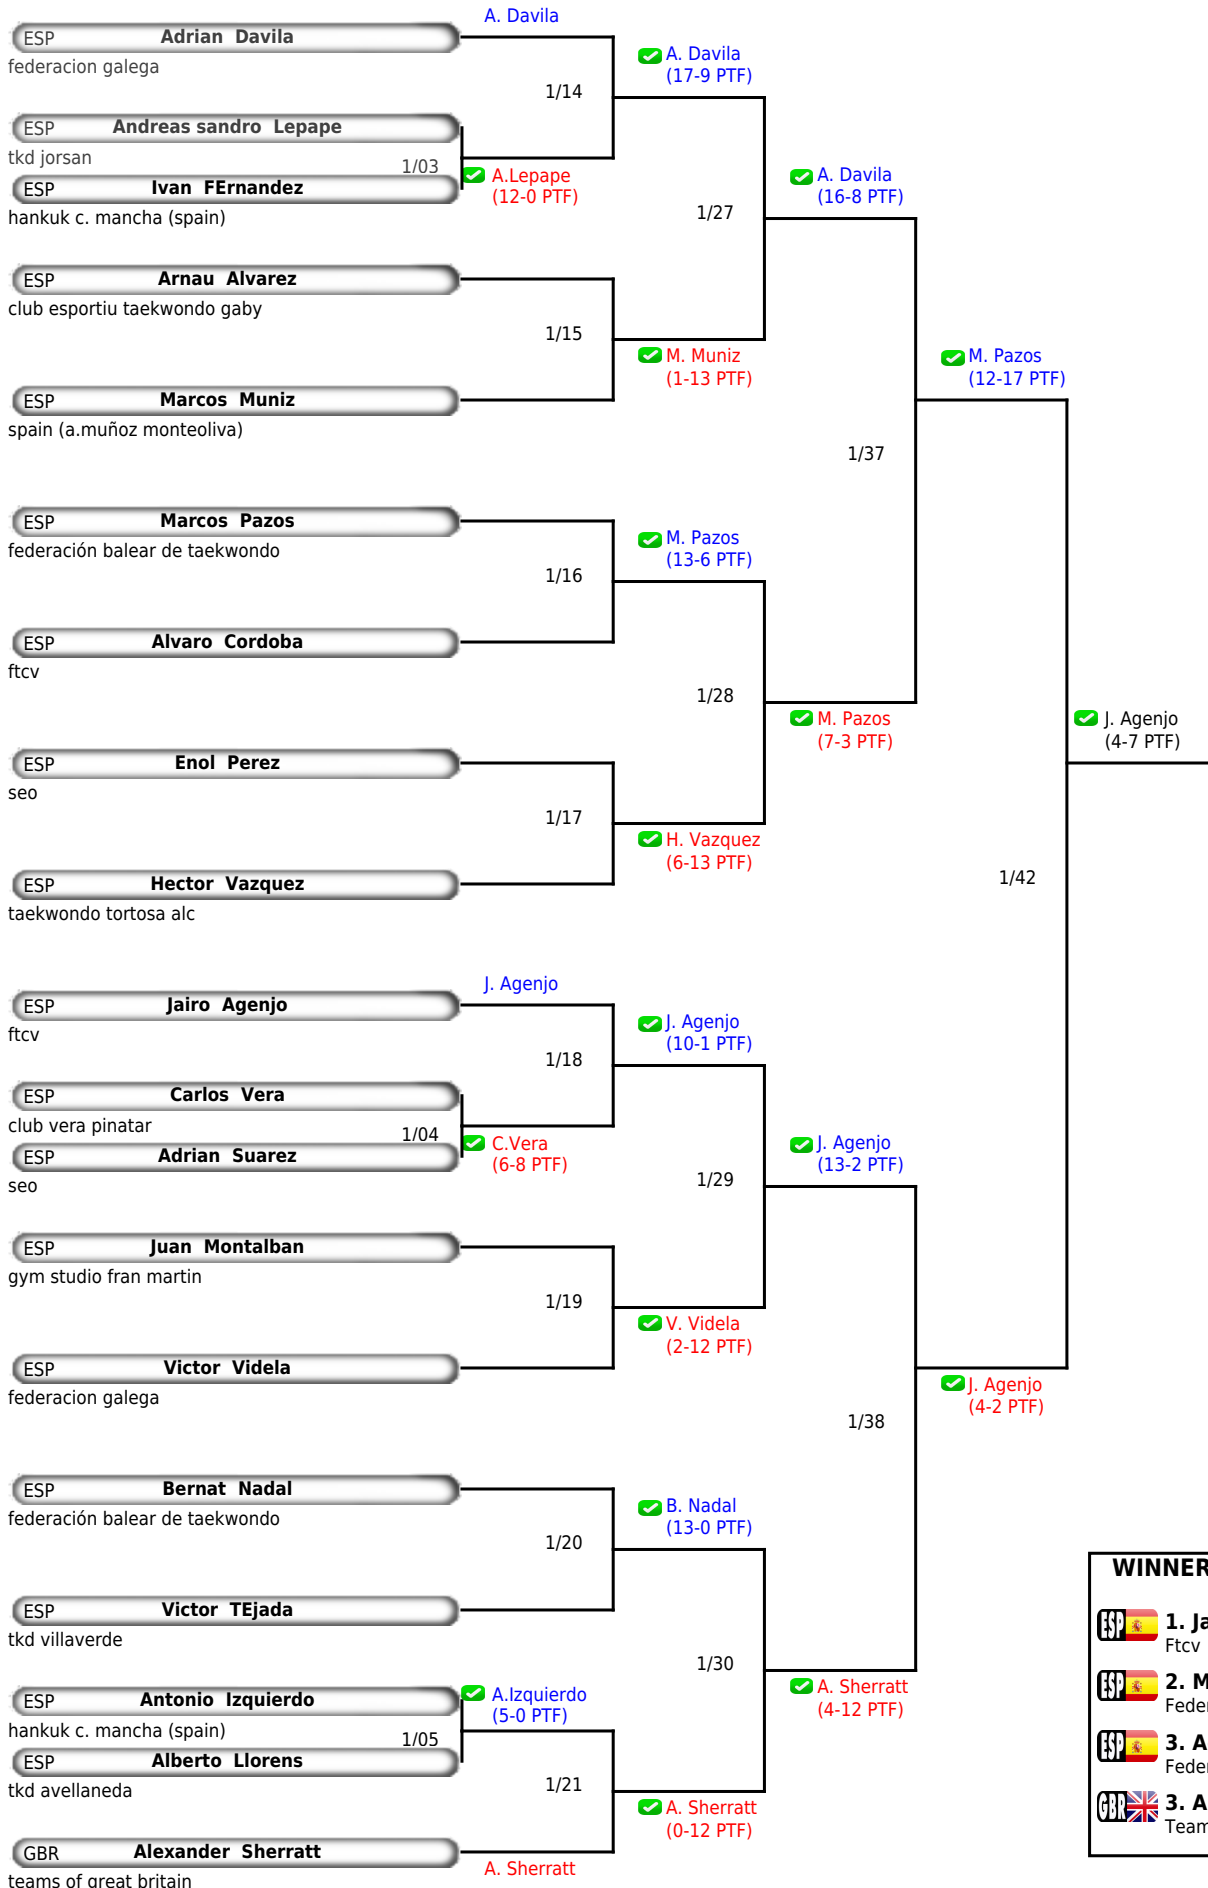 A. Davila
ESP Adrian Davila
federacion galega
A. Davila
(17-9 PTF)
1/14
ESP Andreas sandro Lepape
tkd jorsan
1/03
A.Lepape
(12-0 PTF)
ESP Ivan FErnandez
hankuk c. mancha (spain)
A. Davila
(16-8 PTF)
1/27
ESP Arnau Alvarez
club esportiu taekwondo gaby
1/15
M. Muniz
(1-13 PTF)
M. Pazos
(12-17 PTF)
ESP Marcos Muniz
spain (a.muñoz monteoliva)
1/37
ESP Marcos Pazos
federación balear de taekwondo
M. Pazos
(13-6 PTF)
1/16
ESP Alvaro Cordoba
ftcv
1/28
M. Pazos
(7-3 PTF)
J. Agenjo
(4-7 PTF)
ESP Enol Perez
seo
1/17
H. Vazquez
(6-13 PTF)
ESP Hector Vazquez
taekwondo tortosa alc
1/42
J. Agenjo
ESP Jairo Agenjo
ftcv
J. Agenjo
(10-1 PTF)
1/18
ESP Carlos Vera
club vera pinatar
1/04
C.Vera
(6-8 PTF)
ESP Adrian Suarez
seo
J. Agenjo
(13-2 PTF)
1/29
ESP Juan Montalban
gym studio fran martin
1/19
V. Videla
(2-12 PTF)
ESP Victor Videla
federacion galega
J. Agenjo
(4-2 PTF)
1/38
ESP Bernat Nadal
federación balear de taekwondo
B. Nadal
(13-0 PTF)
1/20
ESP Victor TEjada
tkd villaverde
1/30
ESP Antonio Izquierdo
hankuk c. mancha (spain)
1/05
A.Izquierdo
(5-0 PTF)
A. Sherratt
(4-12 PTF)
ESP Alberto Llorens
tkd avellaneda
1/21
A. Sherratt
(0-12 PTF)
GBR Alexander Sherratt
teams of great britain
A. Sherratt
WINNER
ESP 1. Ja
Ftcv
ESP 2. M
Feder
ESP 3. A
Feder
GBR 3. A
Team